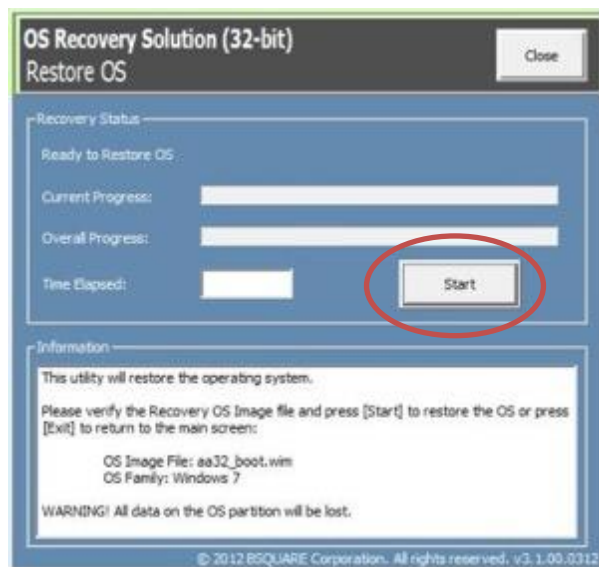 OS Recovery Solution (32-bit)
Restore OS
Close
Recovery Status
Ready to Restore OS
Current Progress:
Overall Progress:
Time Elapsed:
Start
Information
This utility will restore the operating system.
Please verify the Recovery OS Image file and press [Start] to restore the OS or press
[Exit] to return to the main screen:
OS Image File: aa32_boot.wim
OS Family: Windows 7
WARNING! All data on the OS partition will be lost.
© 2012 BSQUARE Corporation. All rights reserved. v3.1.00.0312